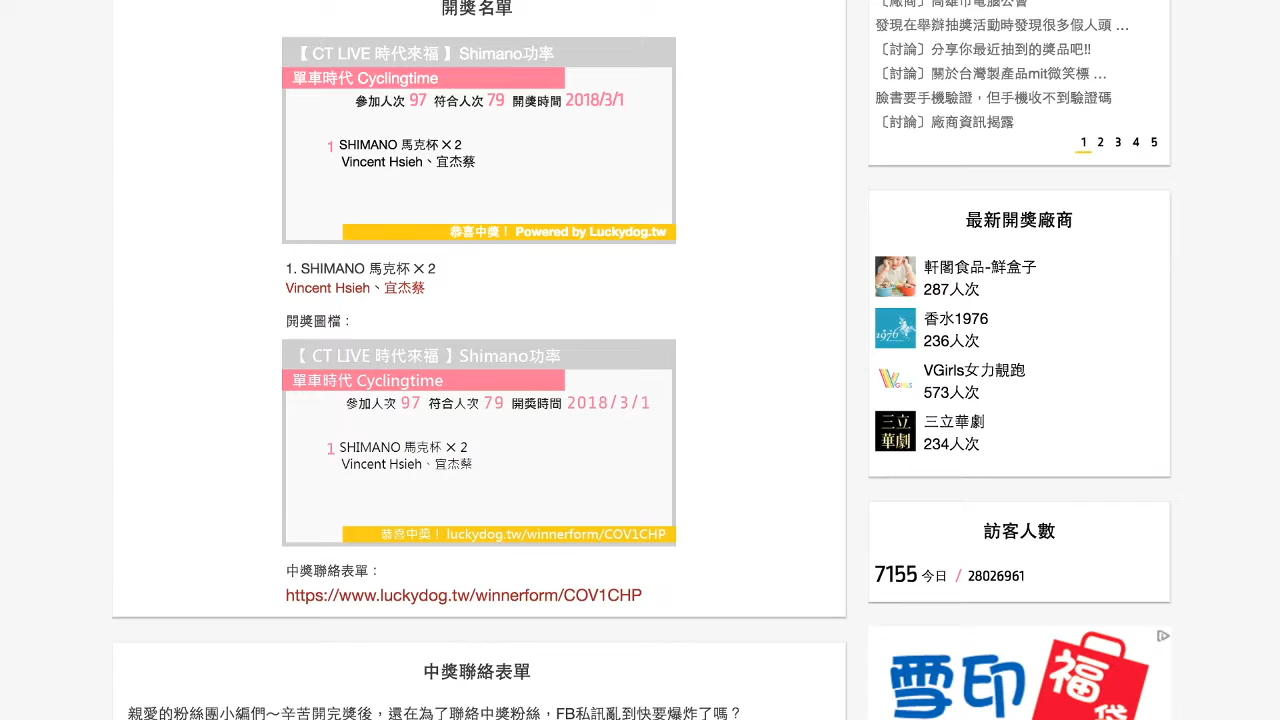 開獎名單
【 CT LIVE 時代來福 】Shimano功率
單車時代 Cyclingtime
參加人次 97 符合人次 79 開獎時間 2018/3/1
1 SHIMANO 馬克杯 X 2
Vincent Hsieh、宜杰蔡
恭喜中獎！ Powered by Luckydog.tw
1. SHIMANO 馬克杯 X 2
Vincent Hsieh、宜杰蔡
開獎圖檔：
【 CT LIVE 時代來福 】Shimano功率
單車時代 Cyclingtime
參加人次 97 符合人次 79 開獎時間 2018/3/1
1 SHIMANO 馬克杯 X 2
Vincent Hsieh、宜杰蔡
恭喜中獎！ luckydog.tw/winnerform/COV1CHP
中獎聯絡表單：
https://www.luckydog.tw/winnerform/COV1CHP
中獎聯絡表單
親愛的粉絲團小編們～辛苦開完獎後，還在為了聯絡中獎粉絲，FB私訊亂到快要爆炸了嗎？
〔廠商〕高雄市電腦公會
發現在舉辦抽獎活動時發現很多假人頭 ...
〔討論〕分享你最近抽到的獎品吧!!
〔討論〕關於台灣製產品mit微笑標 ...
臉書要手機驗證，但手機收不到驗證碼
〔討論〕廠商資訊揭露
1 2 3 4 5
最新開獎廠商
軒閣食品-鮮盒子
287人次
1976
香水1976
236人次
VGIRLS
VGirls女力靚跑
573人次
三立
華劇
三立華劇
234人次
訪客人數
7155 今日 / 28026961
雪印
福
袋